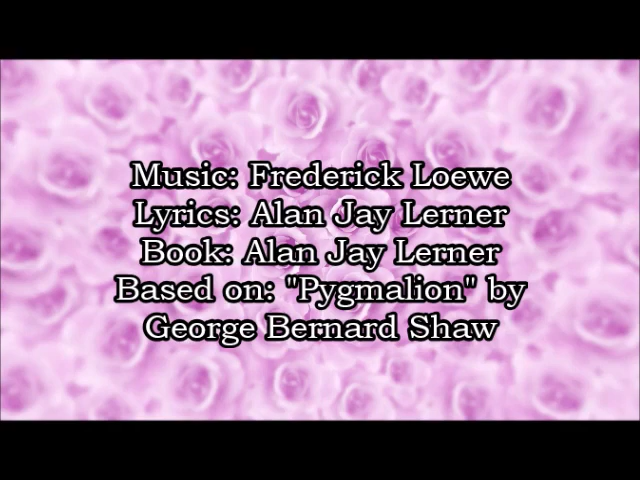 Music: Frederick Loewe
Lyrics: Alan Jay Lerner
Book: Alan Jay Lerner
Based on: "Pygmalion" by
George Bernard Shaw